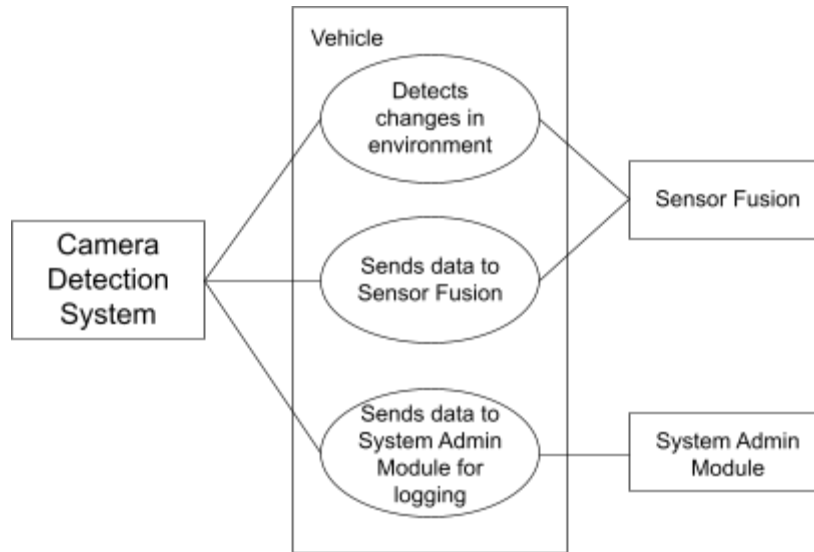 Vehicle
Detects
changes in
environment
Sensor Fusion
Camera
Detection
System
Sends data to
Sensor Fusion
Sends data to
System Admin
Module for
logging
System Admin
Module